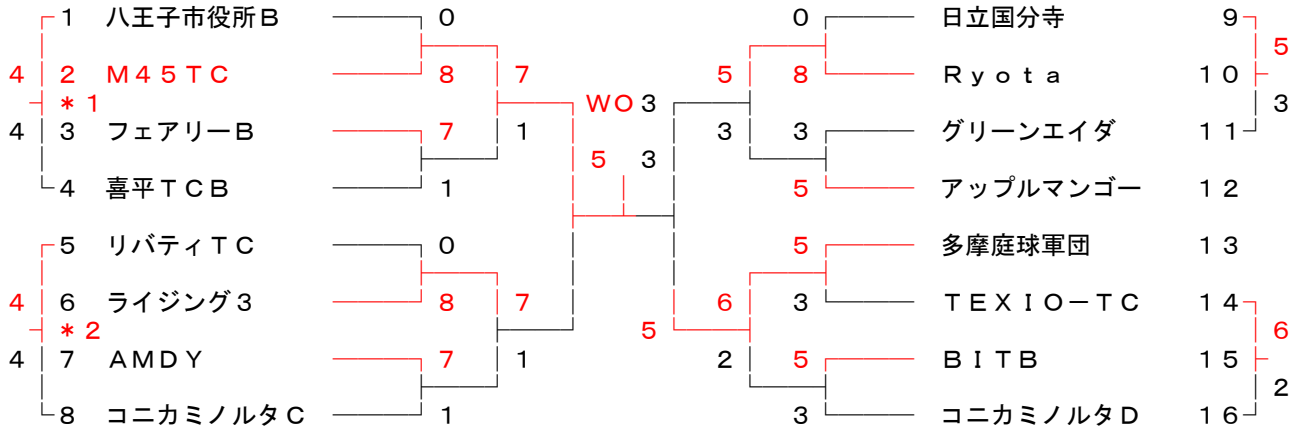 1 八王子市役所B 0 0 日立国分寺 9
5
4 2 M45TC 8 7 5 8 Ryota 10
*1 WO 3 3
4 3 フェアリーB 7 1 3 3 グリーンエイダ 11
5 3
4 喜平TCB 1 5 アップルマンゴー 12
5 リバティTC 0 5 多摩庭球軍団 13
4 6 ライジング3 8 7 6 3 TEXIO-TC 14
*2 5 6
4 7 AMDY 7 1 2 5 BITB 15
2
8 コニカミノルタC 1 3 コニカミノルタD 16